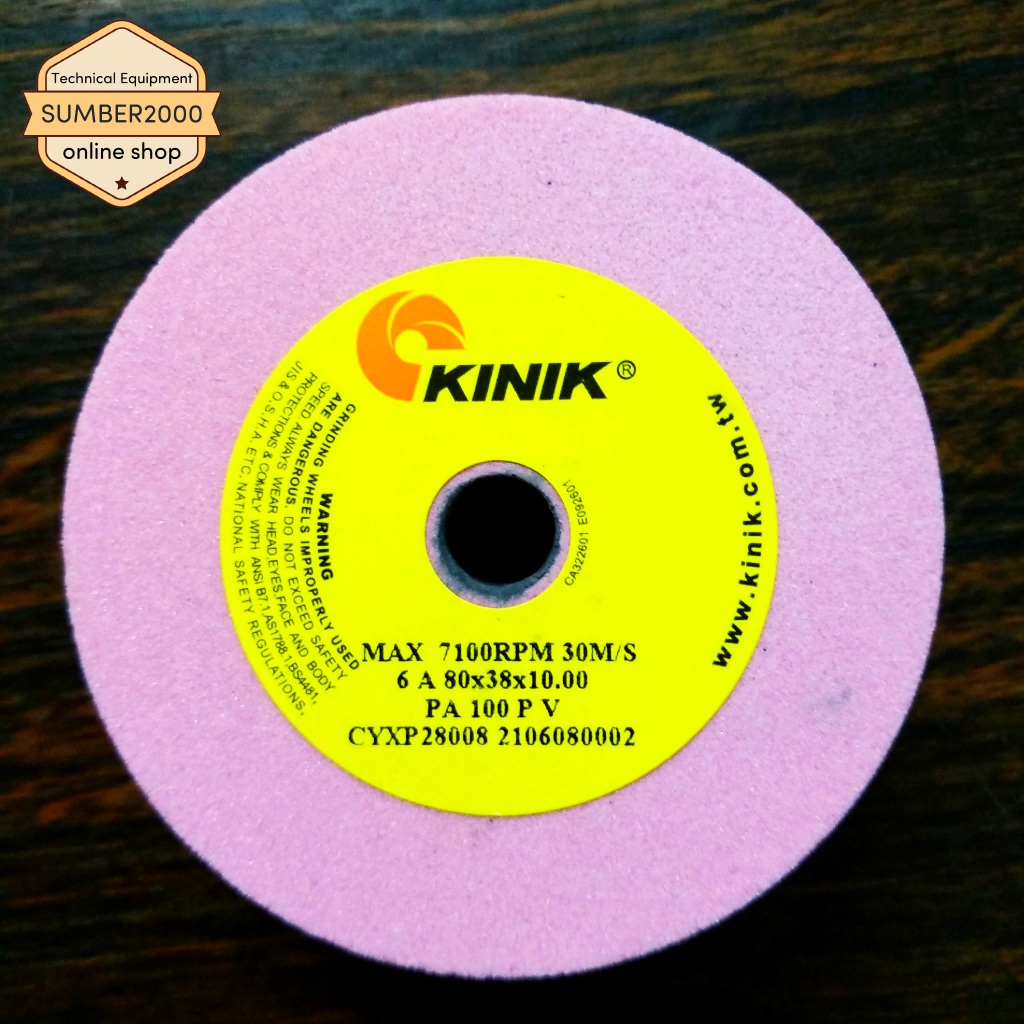 Technical Equipment
SUMBER2000
online shop
KINIK®
www.kinik.com.tw
WARNING
GRINDING WHEELS IMPROPERLY USED
ARE DANGEROUS. DO NOT EXCEED SAFETY
SPEED ALWAYS WEAR HEAD,EYES,FACE AND BODY
PROTECTIONS & COMPLY WITH ANSI B7.1,AS1788.1,BS4481,
JIS & O.S.H.A. ETC.NATIONAL SAFETY REGULATIONS.
CA322601 E092601
MAX 7100RPM 30M/S
6 A 80x38x10.00
PA 100 P V
CYXP28008 2106080002